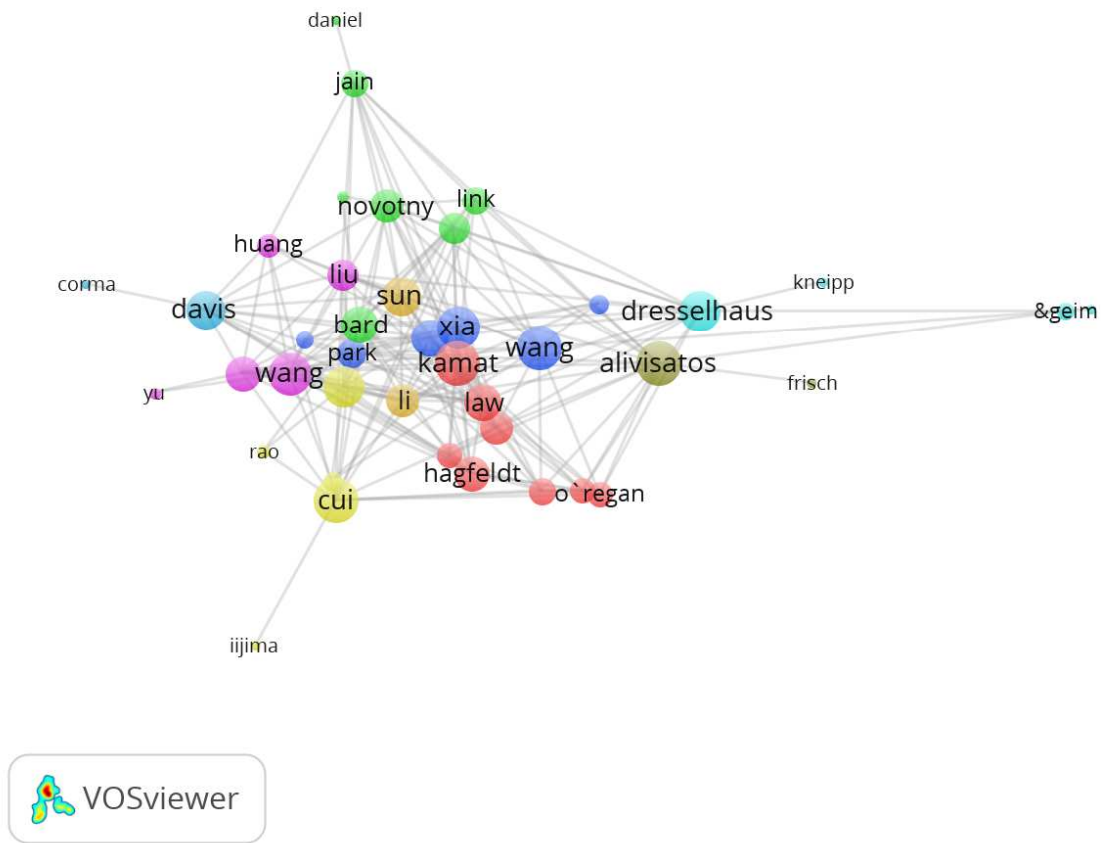 daniel
jain
novotny
link
huang
liu
corma
davis
sun
kneipp
dresselhaus
&geim
bard
xia
park
wang
kamat
alivisatos
wang
yu
li
law
frisch
rao
hagfeldt
cui
o`regan
iijima
VOSviewer